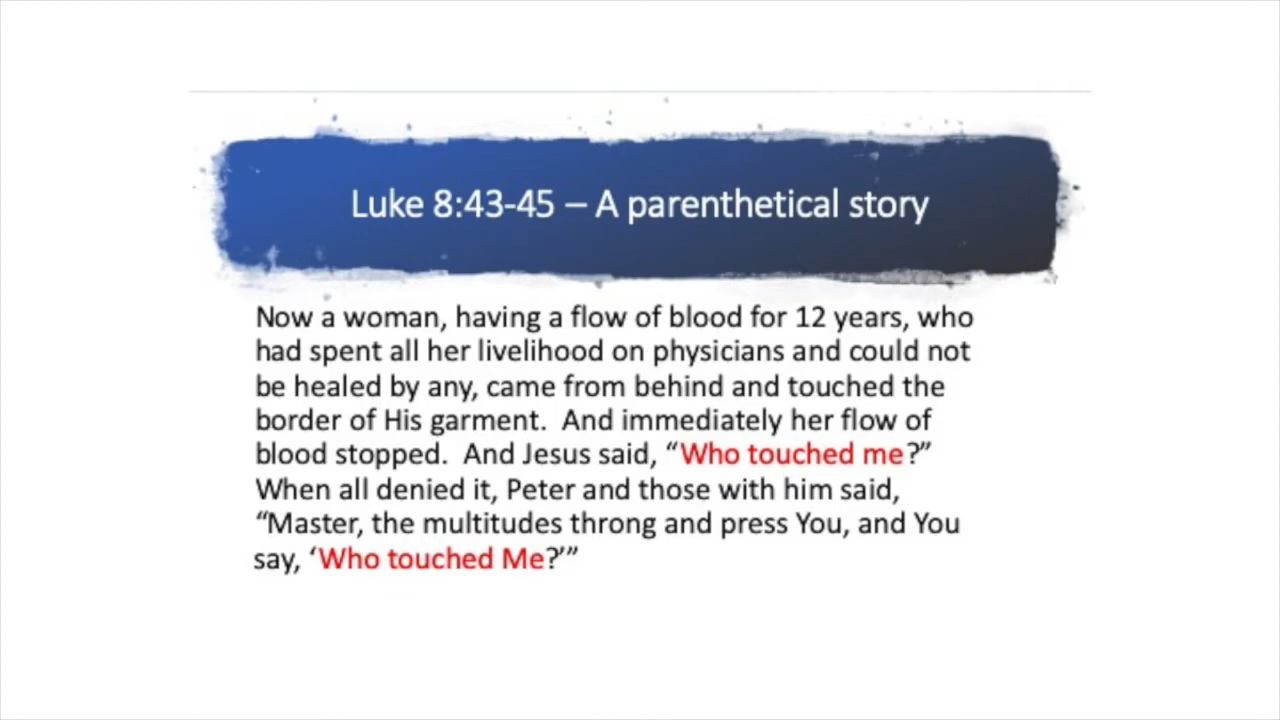 Luke 8:43-45 – A parenthetical story
Now a woman, having a flow of blood for 12 years, who
had spent all her livelihood on physicians and could not
be healed by any, came from behind and touched the
border of His garment.  And immediately her flow of
blood stopped.  And Jesus said, “Who touched me?”
When all denied it, Peter and those with him said,
“Master, the multitudes throng and press You, and You
say, ‘Who touched Me?’”